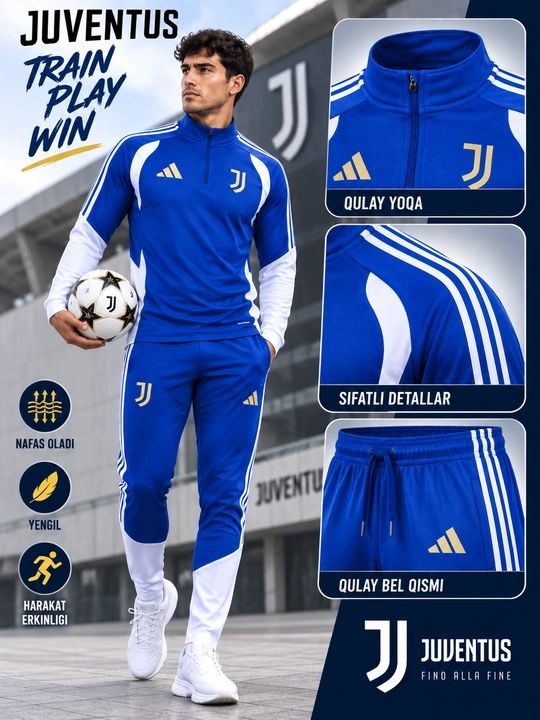 JUVENTUS
TRAIN
PLAY
WIN
QULAY YOQA
SIFATLI DETALLAR
NAFAS OLADI
YENGIL
HARAKAT
ERKINLIGI
JUVENTU
QULAY BEL QISMI
JUVENTUS
FINO ALLA FINE